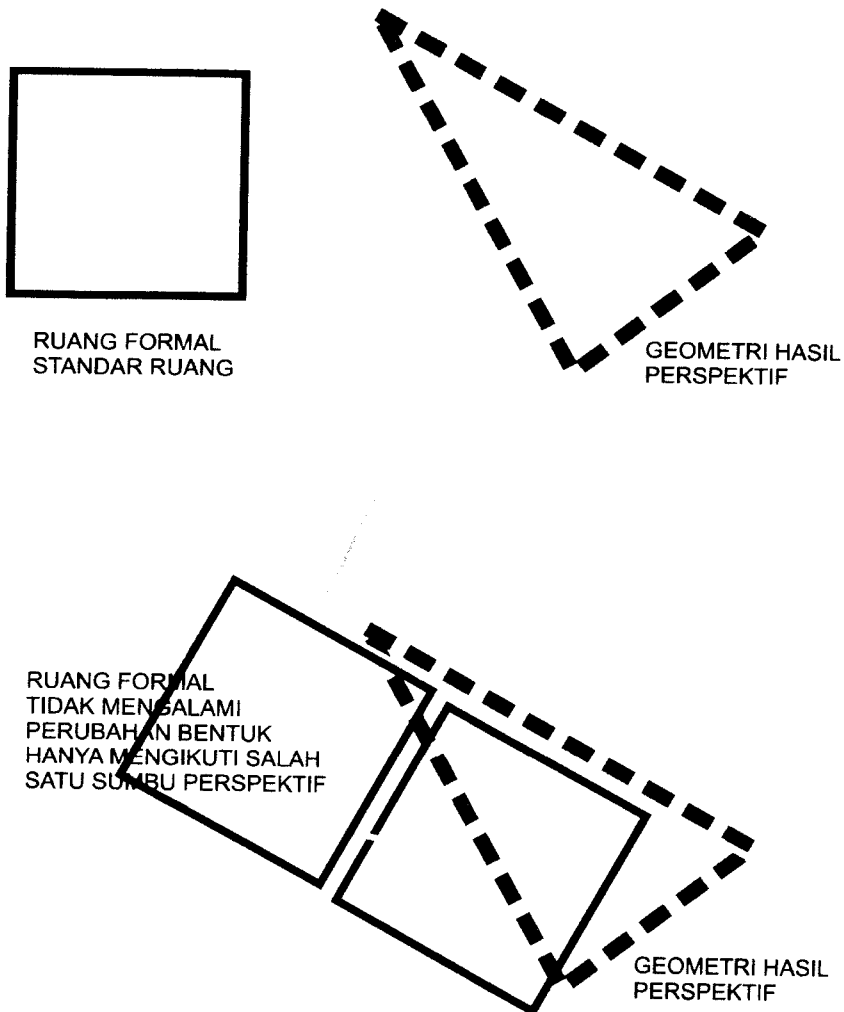 RUANG FORMAL
STANDAR RUANG
GEOMETRI HASIL
PERSPEKTIF
RUANG FORMAL
TIDAK MENGALAMI
PERUBAHAN BENTUK
HANYA MENGIKUTI SALAH
SATU SUMBU PERSPEKTIF
GEOMETRI HASIL
PERSPEKTIF